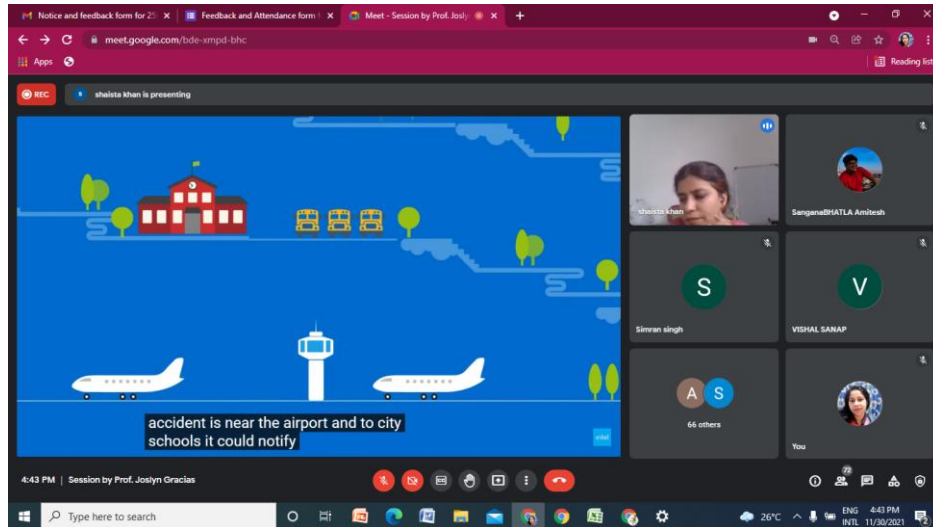 Notice and feedback form for 25
Feedback and Attendance form
Meet - Session by Prof. Josly
meet.google.com/bde-xmpd-bhc
Apps
Reading list
REC
s
shaista khan is presenting
shaista khan
SanganaBHATLA Amitesh
S
V
Simran singh
VISHAL SANAP
A S
66 others
You
accident is near the airport and to city
schools it could notify
intel
4:43 PM | Session by Prof. Joslyn Gracias
72
Type here to search
26°C
ENG 4:43 PM
INTL 11/30/2021